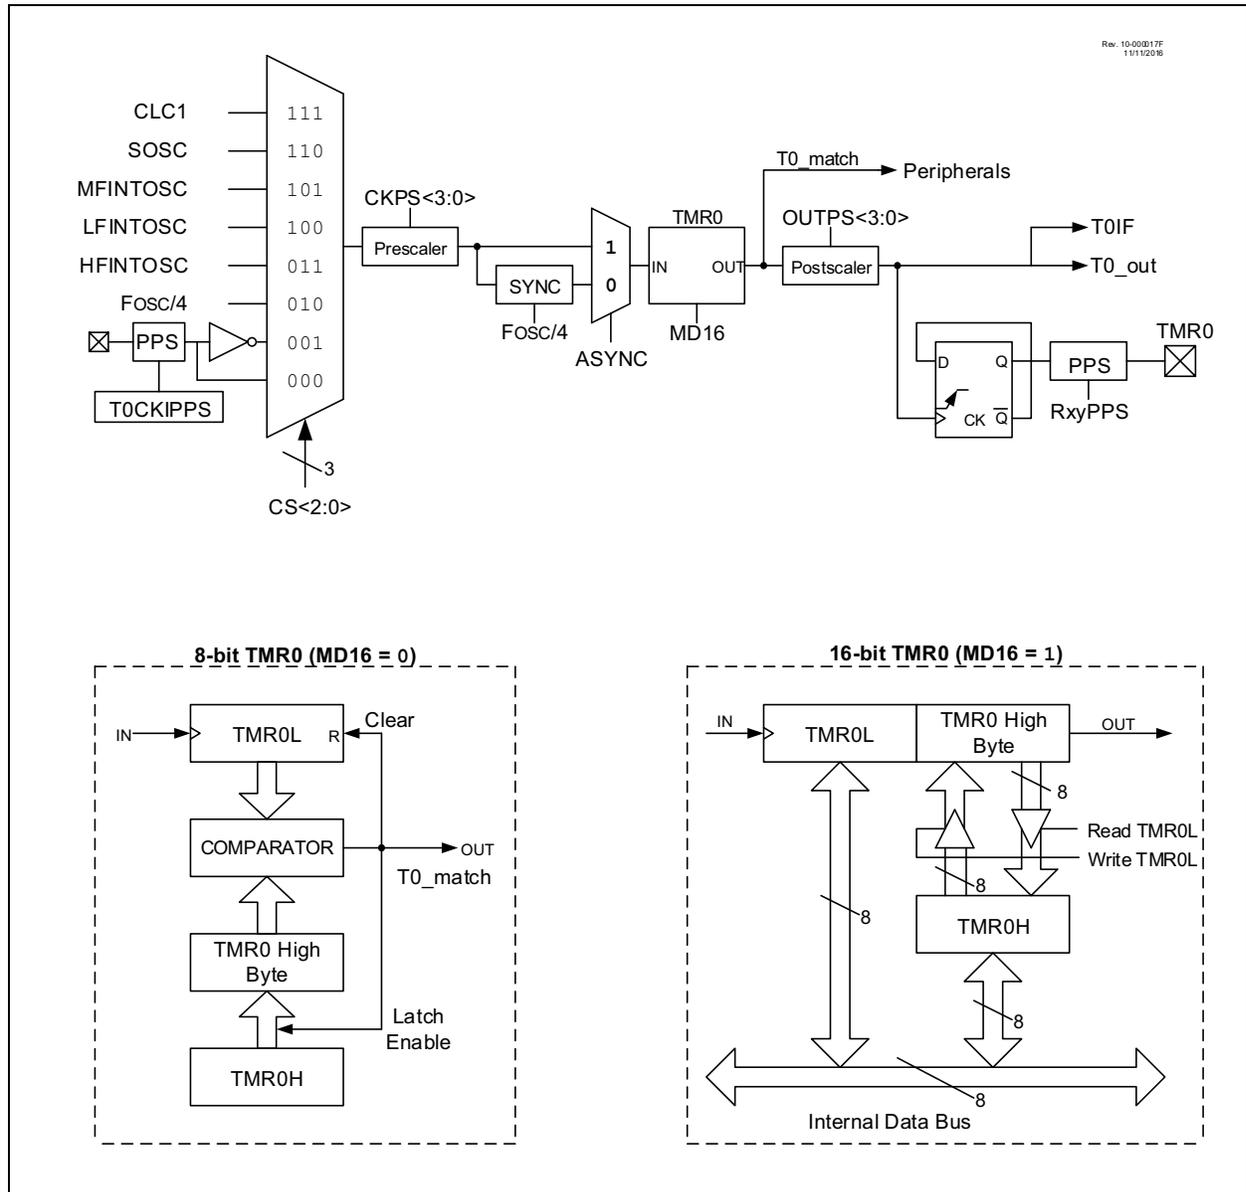 Rev. 10-000017F
11/11/2016
CLC1
111
SOSC
110
MFINTOSC
101
LFINTOSC
100
HFINTOSC
011
FOSC/4
010
PPS
001
000
T0CKIPPS
3
CS<2:0>
CKPS<3:0>
Prescaler
SYNC
FOSC/4
1
0
ASYNC
TMR0
IN
OUT
MD16
T0_match
Peripherals
OUTPS<3:0>
Postscaler
T0IF
T0_out
D
Q
CK
Q
PPS
RxyPPS
TMR0
8-bit TMR0 (MD16 = 0)
IN
TMR0L
R
Clear
COMPARATOR
OUT
T0_match
TMR0 High
Byte
Latch
Enable
TMR0H
16-bit TMR0 (MD16 = 1)
IN
TMR0L
TMR0 High
Byte
OUT
8
Read TMR0L
Write TMR0L
8
8
TMR0H
8
8
Internal Data Bus